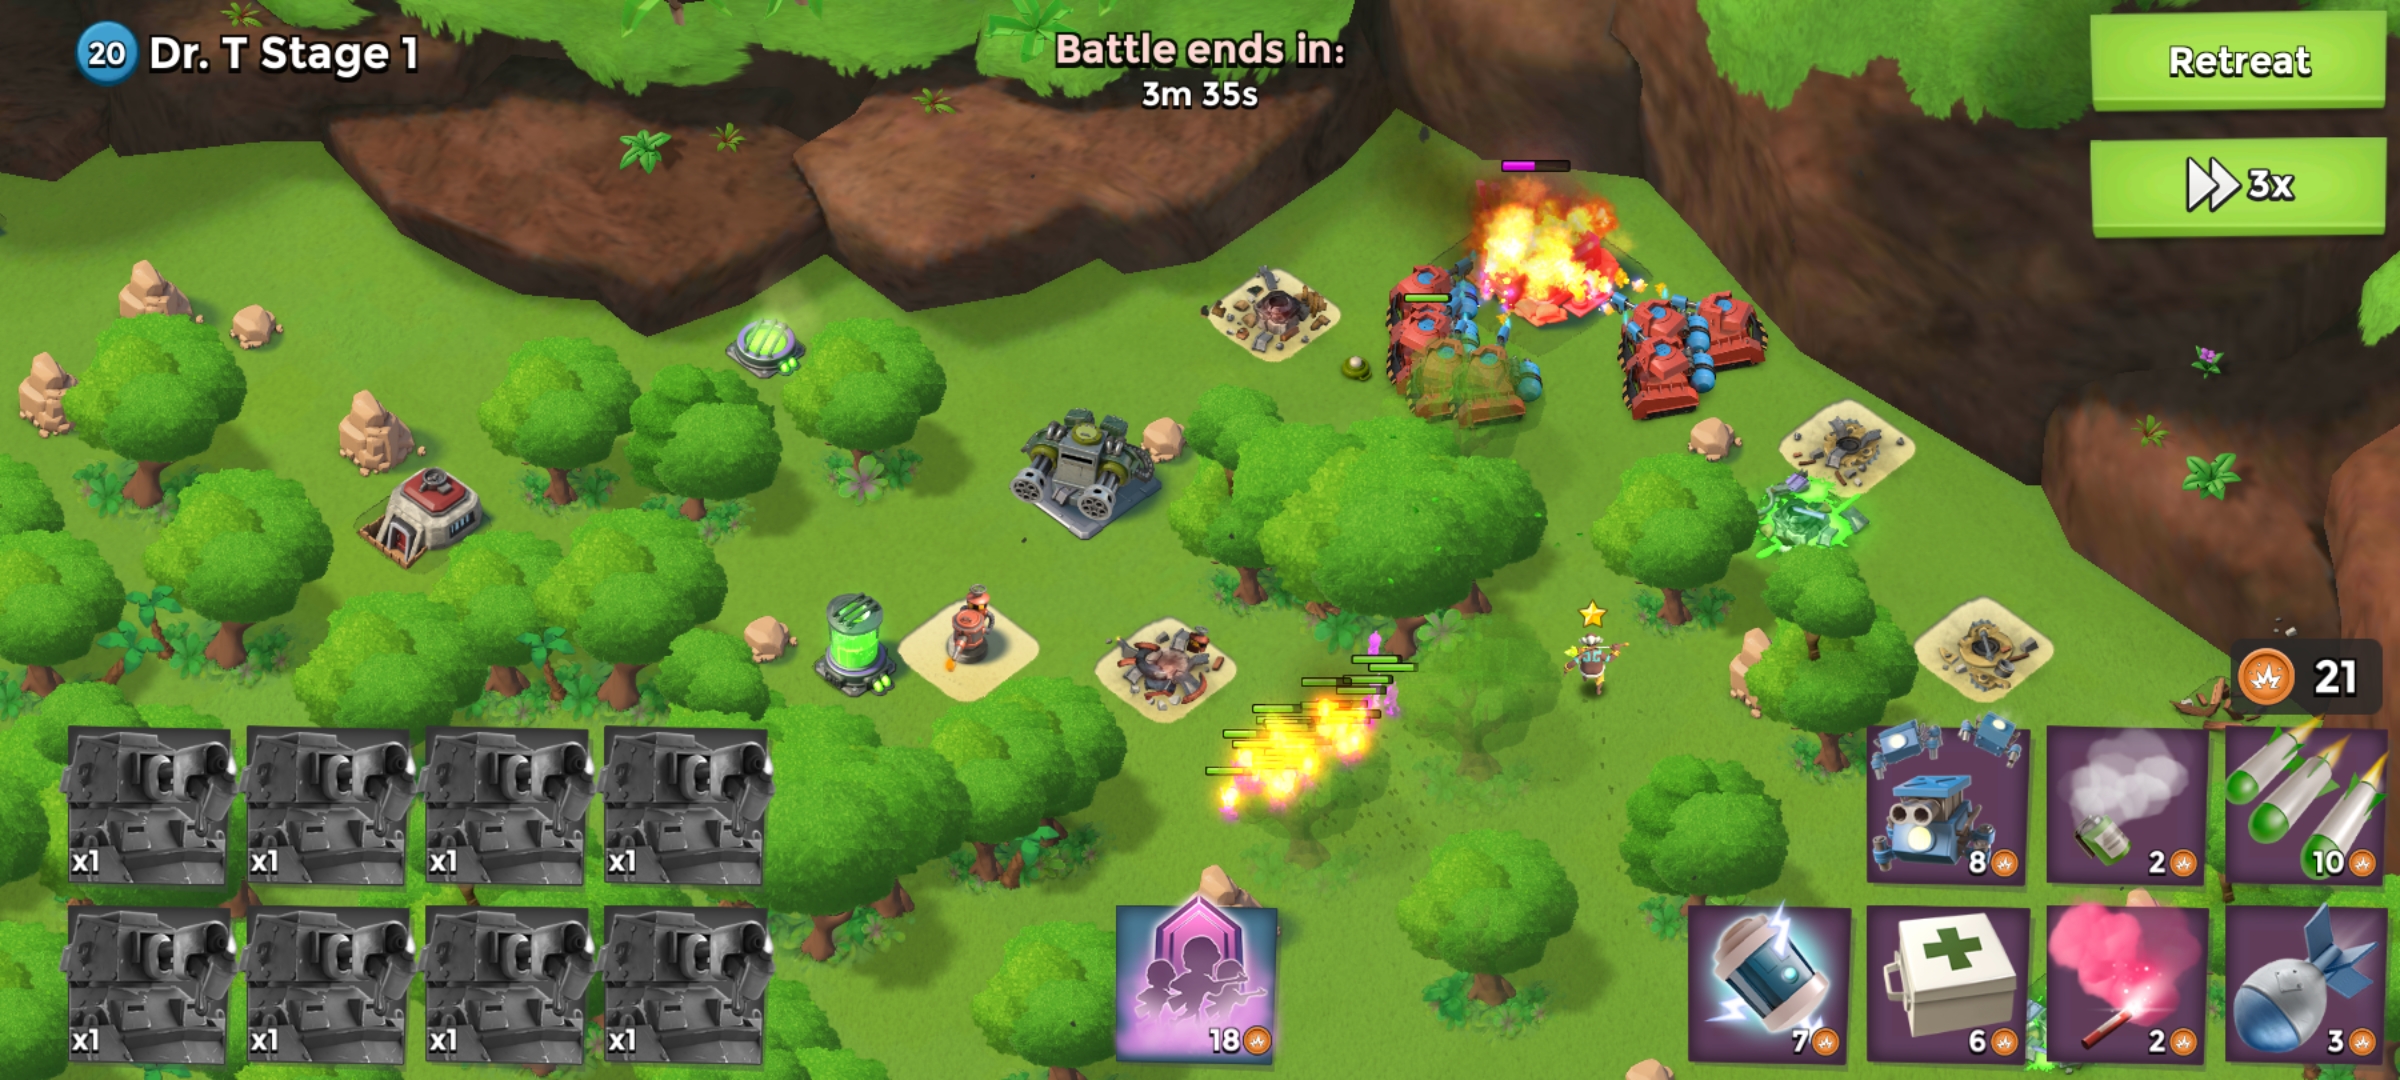 20 Dr. T Stage 1
Battle ends in:
3m 35s
Retreat
3x
21
x1 x1 x1 x1
8 2 10
x1 x1 x1 x1
18
7 6 2 3